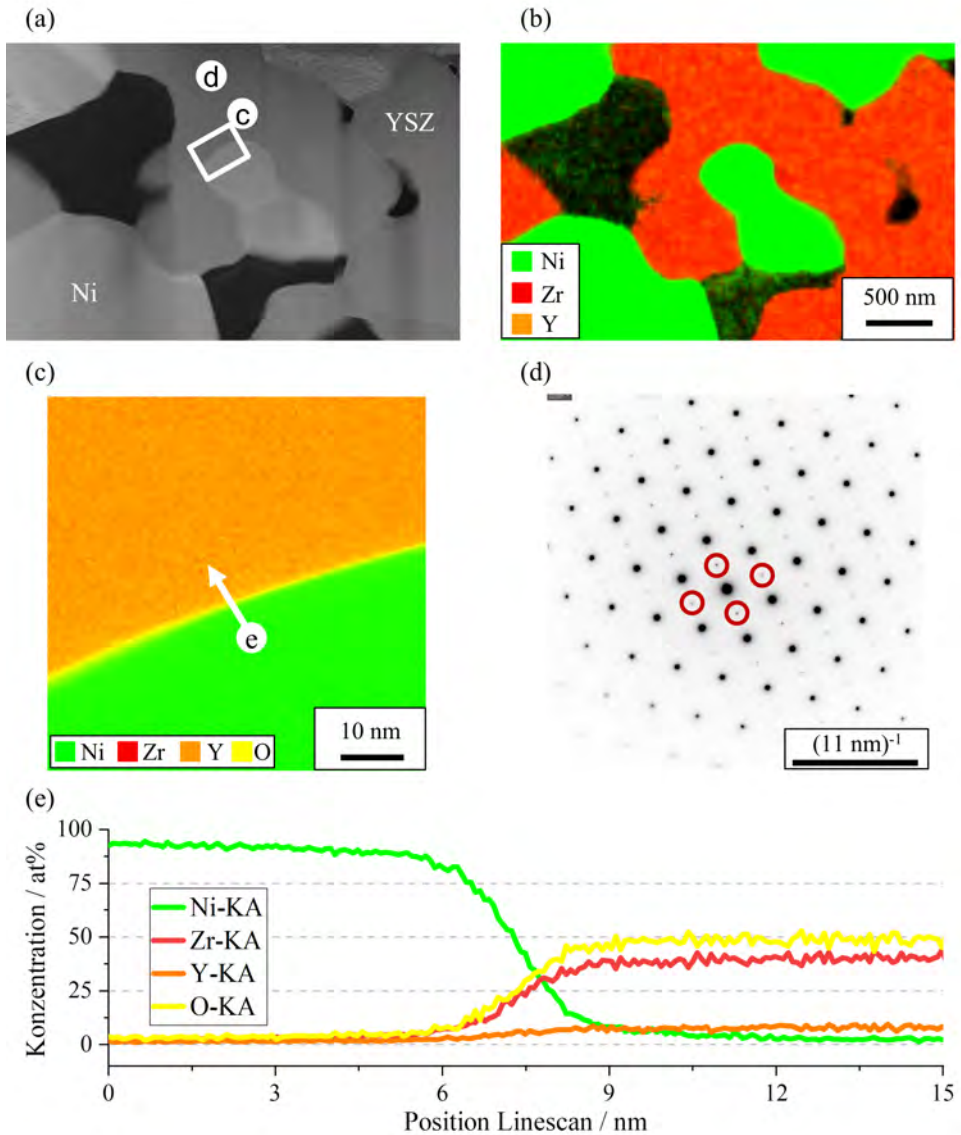 (a)
(b)
d
c
YSZ
Ni
Ni
Zr
Y
500 nm
(c)
(d)
e
Ni Zr Y O
10 nm
(11 nm)⁻¹
(e)
Konzentration / at%
100
75
50
25
0
Ni-KA
Zr-KA
Y-KA
O-KA
0 3 6 9 12 15
Position Linescan / nm